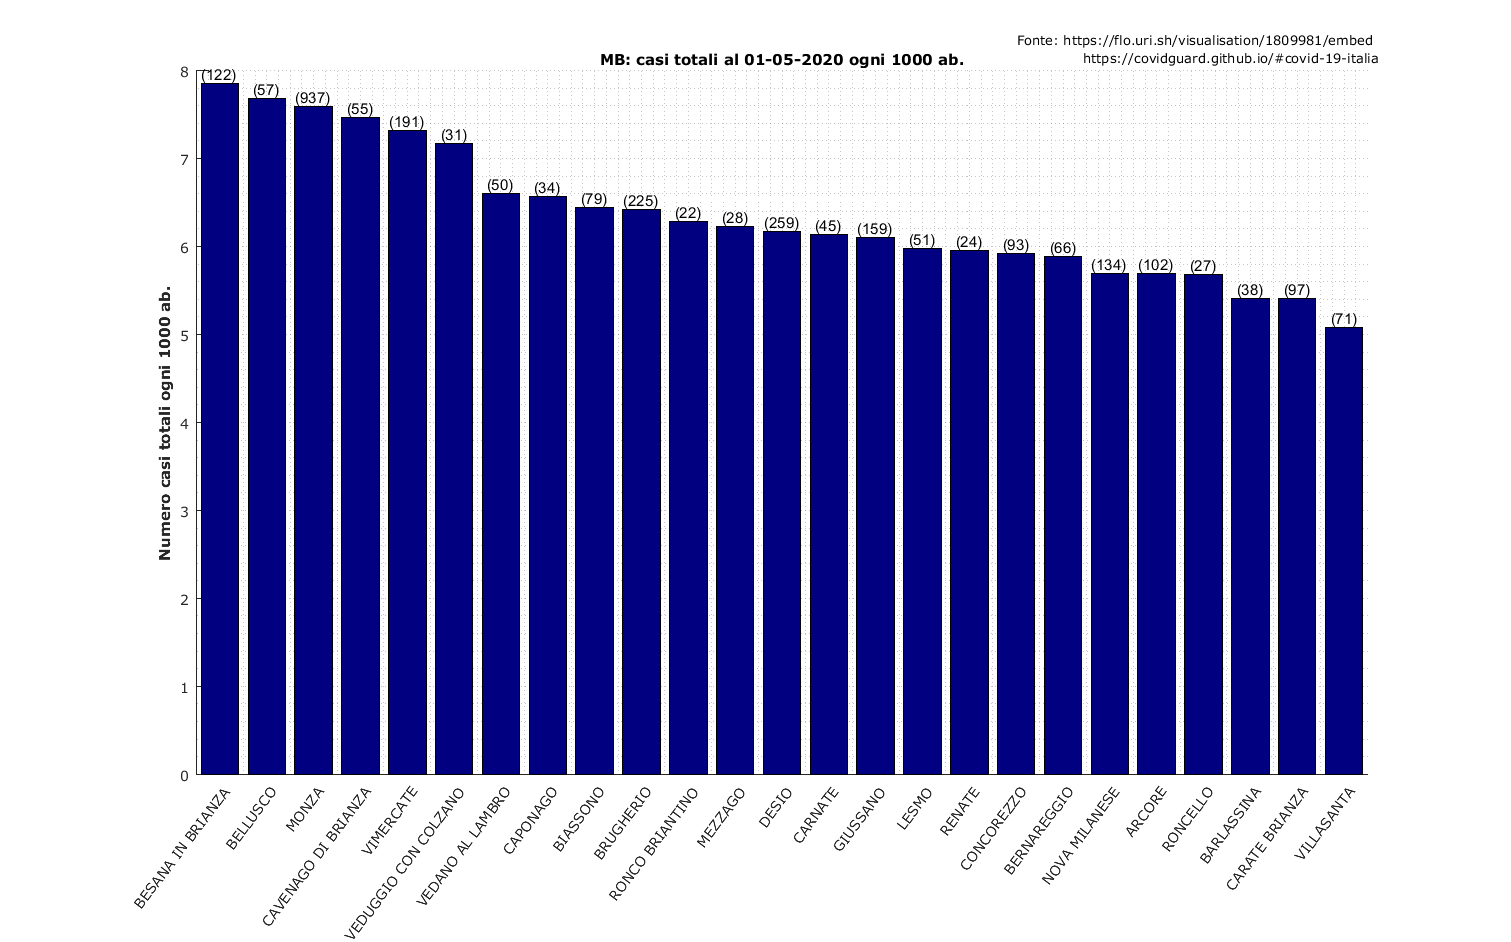 Fonte: https://flo.uri.sh/visualisation/1809981/embed
https://covidguard.github.io/#covid-19-italia
MB: casi totali al 01-05-2020 ogni 1000 ab.
Numero casi totali ogni 1000 ab.
8
7
6
5
4
3
2
1
0
(122)
(57)
(937)
(55)
(191)
(31)
(50)
(34)
(79)
(225)
(22)
(28)
(259)
(45)
(159)
(51)
(24)
(93)
(66)
(134)
(102)
(27)
(38)
(97)
(71)
BESANA IN BRIANZA
BELLUSCO
MONZA
CAVENAGO DI BRIANZA
VIMERCATE
VEDUGGIO CON COLZANO
VEDANO AL LAMBRO
CAPONAGO
BIASSONO
BRUGHERIO
RONCO BRIANTINO
MEZZAGO
DESIO
CARNATE
GIUSSANO
LESMO
RENATE
CONCOREZZO
BERNAREGGIO
NOVA MILANESE
ARCORE
RONCELLO
BARLASSINA
CARATE BRIANZA
VILLASANTA